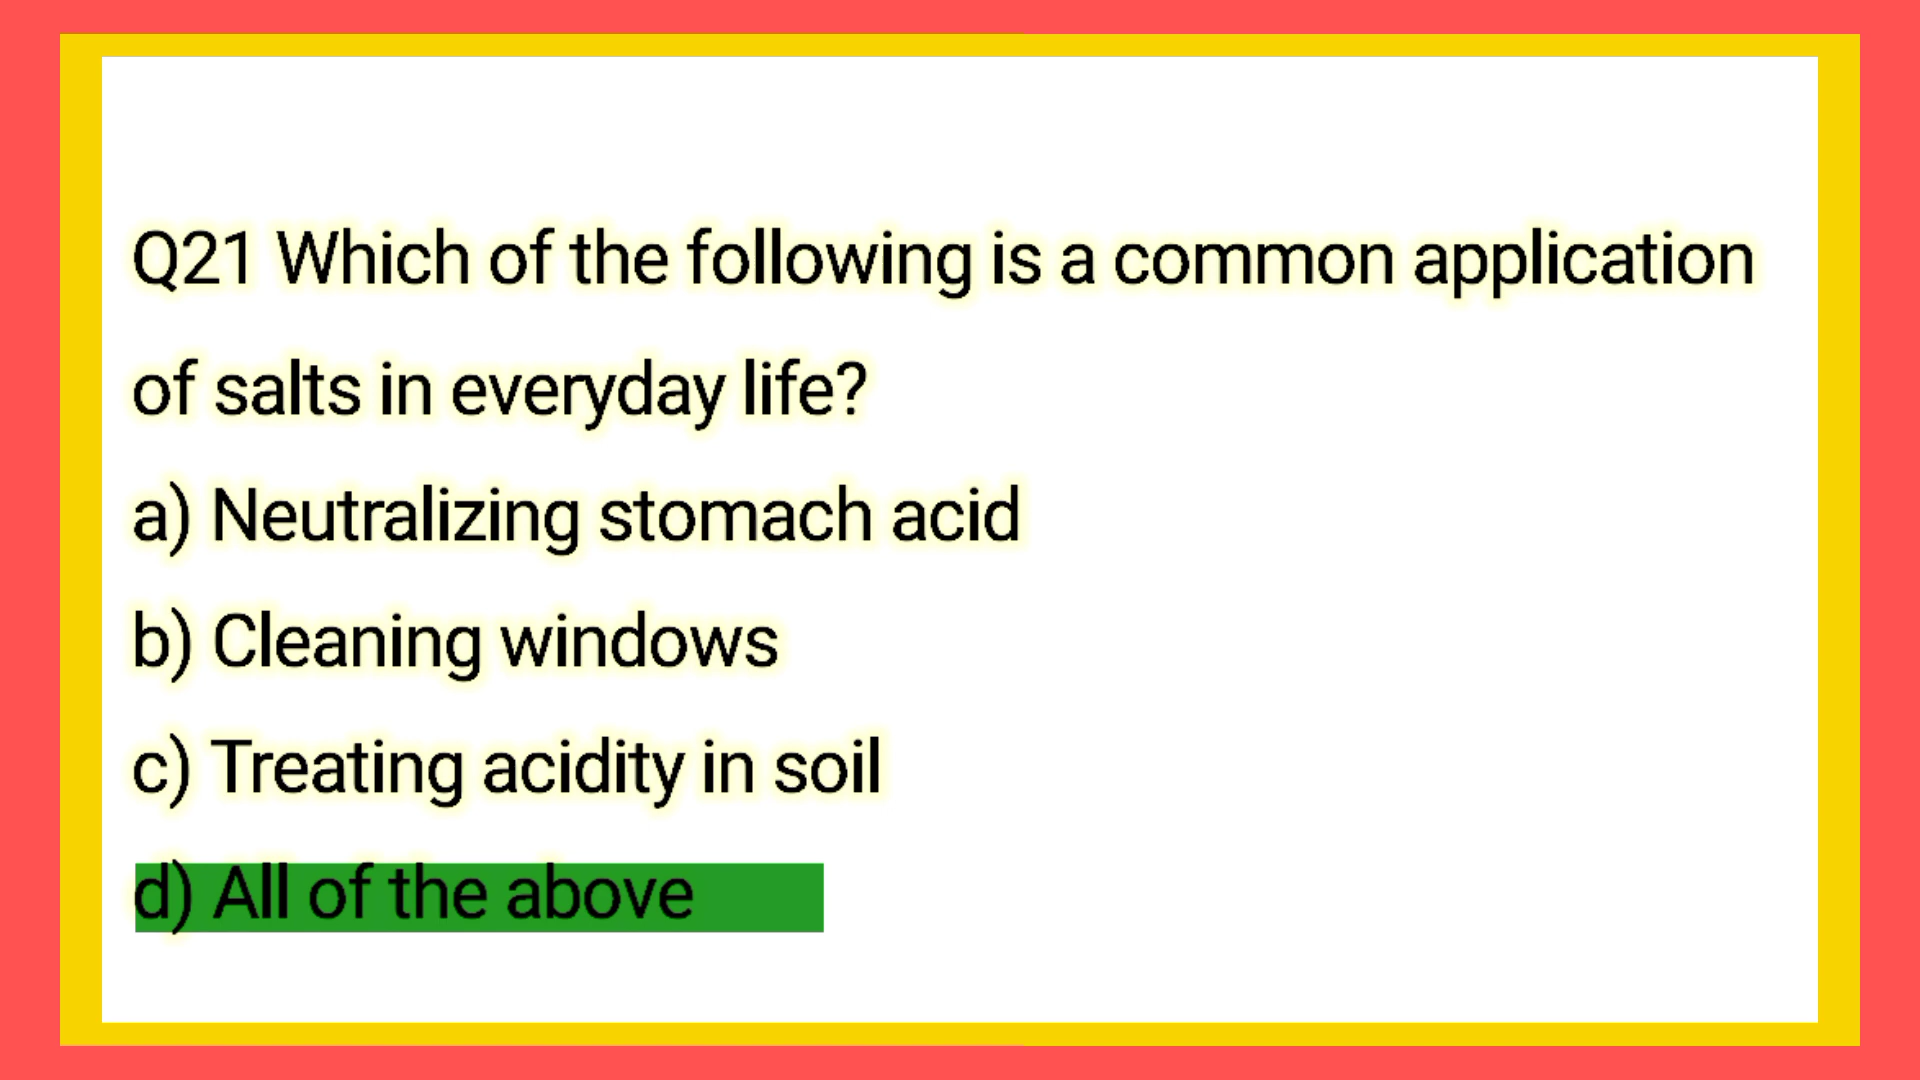 Q21 Which of the following is a common application
of salts in everyday life?
a) Neutralizing stomach acid
b) Cleaning windows
c) Treating acidity in soil
d) All of the above